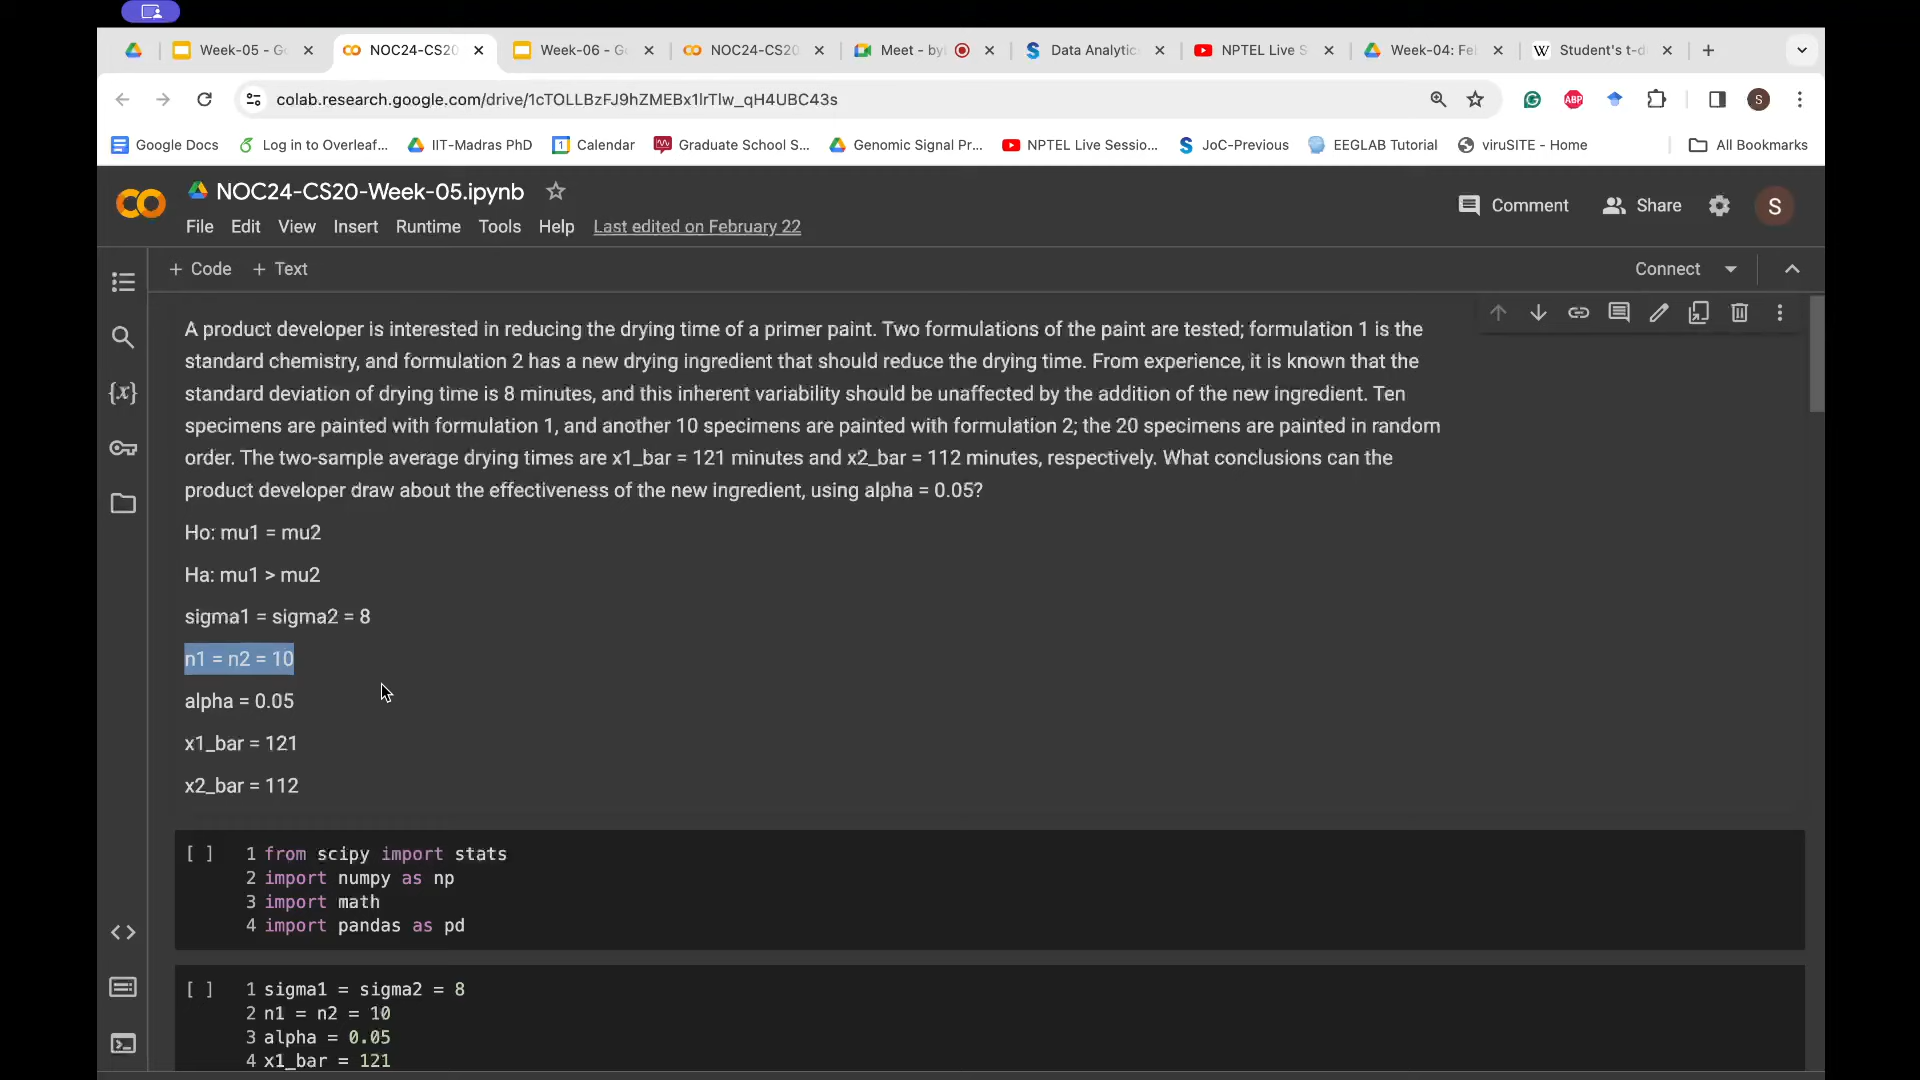 Week-05 - G
NOC24-CS20
Week-06 - G
NOC24-CS20
Meet - by
Data Analytic
NPTEL Live S
Week-04: Fe
Student's t-d
colab.research.google.com/drive/1cTOLLBzFJ9hZMEBx1lrTlw_qH4UBC43s
ABP
S
Google Docs
Log in to Overleaf...
IIT-Madras PhD
Calendar
Graduate School S...
Genomic Signal Pr...
NPTEL Live Sessio...
JoC-Previous
EEGLAB Tutorial
viruSITE - Home
All Bookmarks
NOC24-CS20-Week-05.ipynb
Comment
Share
S
File Edit View Insert Runtime Tools Help Last edited on February 22
+ Code + Text
Connect
A product developer is interested in reducing the drying time of a primer paint. Two formulations of the paint are tested; formulation 1 is the
standard chemistry, and formulation 2 has a new drying ingredient that should reduce the drying time. From experience, it is known that the
standard deviation of drying time is 8 minutes, and this inherent variability should be unaffected by the addition of the new ingredient. Ten
specimens are painted with formulation 1, and another 10 specimens are painted with formulation 2; the 20 specimens are painted in random
order. The two-sample average drying times are x1_bar = 121 minutes and x2_bar = 112 minutes, respectively. What conclusions can the
product developer draw about the effectiveness of the new ingredient, using alpha = 0.05?
Ho: mu1 = mu2
Ha: mu1 > mu2
sigma1 = sigma2 = 8
n1 = n2 = 10
alpha = 0.05
x1_bar = 121
x2_bar = 112
[ ] 1 from scipy import stats
2 import numpy as np
3 import math
4 import pandas as pd
[ ] 1 sigma1 = sigma2 = 8
2 n1 = n2 = 10
3 alpha = 0.05
4 x1_bar = 121